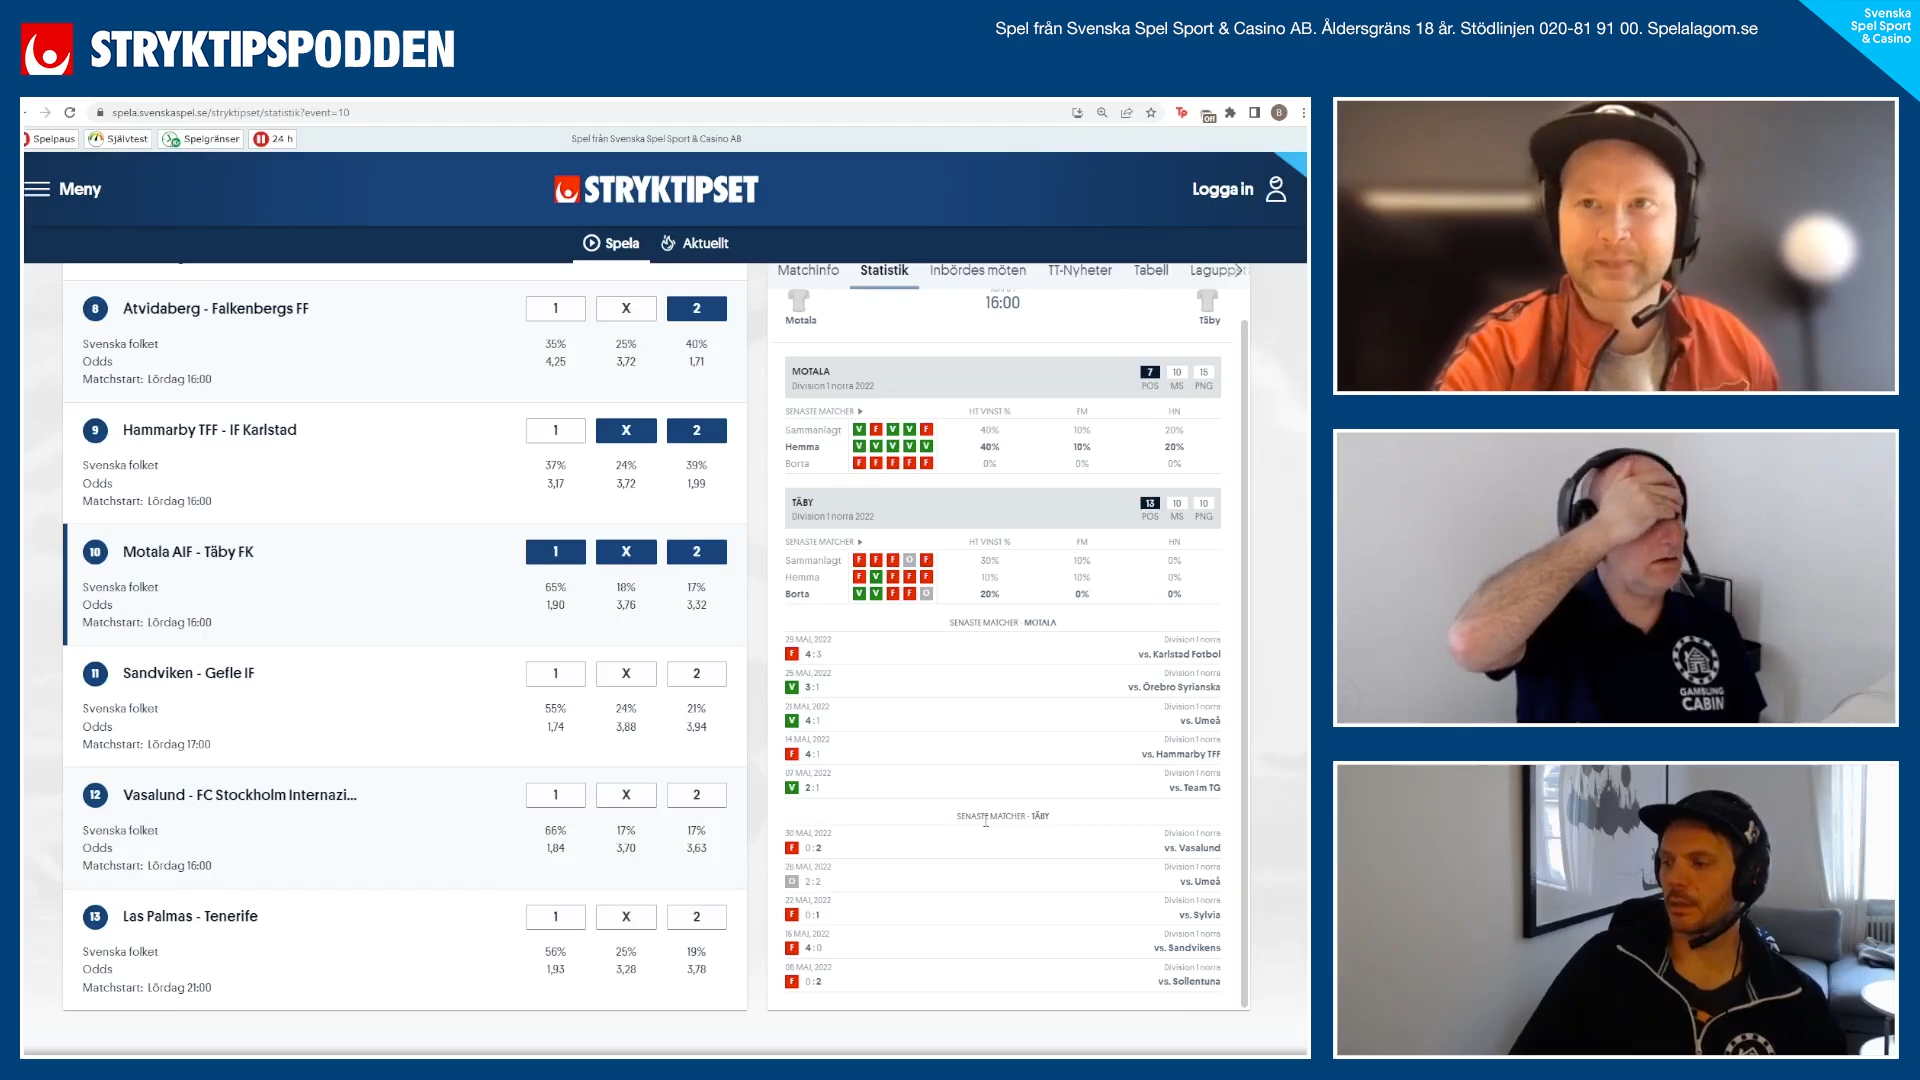 STRYKTIPSPODDEN
Spel från Svenska Spel Sport & Casino AB. Åldersgräns 18 år. Stödlinjen 020-81 91 00. Spelalagom.se
Svenska
Spel Sport
& Casino
spela.svenskaspel.se/stryktipset/statistik?event=10
Tp
Off
B
Spelpaus
Självtest
Spelgränser
24 h
Spel från Svenska Spel Sport & Casino AB
Meny
STRYKTIPSET
Logga in
Spela
Aktuellt
8
Åtvidaberg - Falkenbergs FF
1 X 2
Svenska folket 35% 25% 40%
Odds 4,25 3,72 1,71
Matchstart: Lördag 16:00
9
Hammarby TFF - IF Karlstad
1 X 2
Svenska folket 37% 24% 39%
Odds 3,17 3,72 1,99
Matchstart: Lördag 16:00
10
Motala AIF - Täby FK
1 X 2
Svenska folket 65% 18% 17%
Odds 1,90 3,76 3,32
Matchstart: Lördag 16:00
11
Sandviken - Gefle IF
1 X 2
Svenska folket 55% 24% 21%
Odds 1,74 3,88 3,94
Matchstart: Lördag 17:00
12
Vasalund - FC Stockholm Internazi...
1 X 2
Svenska folket 66% 17% 17%
Odds 1,84 3,70 3,63
Matchstart: Lördag 16:00
13
Las Palmas - Tenerife
1 X 2
Svenska folket 56% 25% 19%
Odds 1,93 3,28 3,78
Matchstart: Lördag 21:00
Matchinfo Statistik Inbördes möten TT-Nyheter Tabell
16:00
Motala Täby
MOTALA 7 10 15
Division 1 norra 2022 POS MS PNG
SENASTE MATCHER HT VINST % FM HN
Sammanlagt V F V V F 40% 10% 20%
Hemma V V V V V 40% 10% 20%
Borta F F F F F 0% 0% 0%
TÄBY 13 10 10
Division 1 norra 2022 POS MS PNG
SENASTE MATCHER HT VINST % FM HN
Sammanlagt F F F O F 30% 10% 0%
Hemma F V F F F 10% 10% 0%
Borta V V F F O 20% 0% 0%
SENASTE MATCHER - MOTALA
29 MAJ, 2022 Division 1 norra
F 4:3 vs. Karlstad Fotbol
25 MAJ, 2022 Division 1 norra
V 3:1 vs. Örebro Syrianska
21 MAJ, 2022 Division 1 norra
V 4:1 vs. Umeå
14 MAJ, 2022 Division 1 norra
F 4:1 vs. Hammarby TFF
07 MAJ, 2022 Division 1 norra
V 2:1 vs. Team TG
SENASTE MATCHER - TÄBY
30 MAJ, 2022 Division 1 norra
F 0:2 vs. Vasalund
26 MAJ, 2022 Division 1 norra
O 2:2 vs. Umeå
22 MAJ, 2022 Division 1 norra
F 0:1 vs. Sylvia
15 MAJ, 2022 Division 1 norra
F 4:0 vs. Sandvikens
06 MAJ, 2022 Division 1 norra
F 0:2 vs. Sollentuna
GAMBLING
CABIN